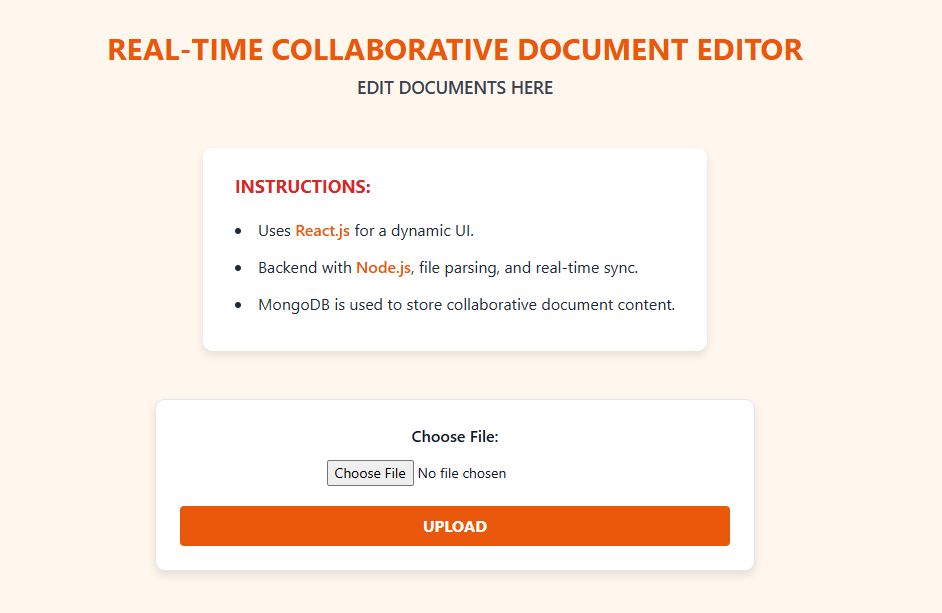 REAL-TIME COLLABORATIVE DOCUMENT EDITOR
EDIT DOCUMENTS HERE
INSTRUCTIONS:
• Uses React.js for a dynamic UI.
• Backend with Node.js, file parsing, and real-time sync.
• MongoDB is used to store collaborative document content.
Choose File:
Choose File No file chosen
UPLOAD